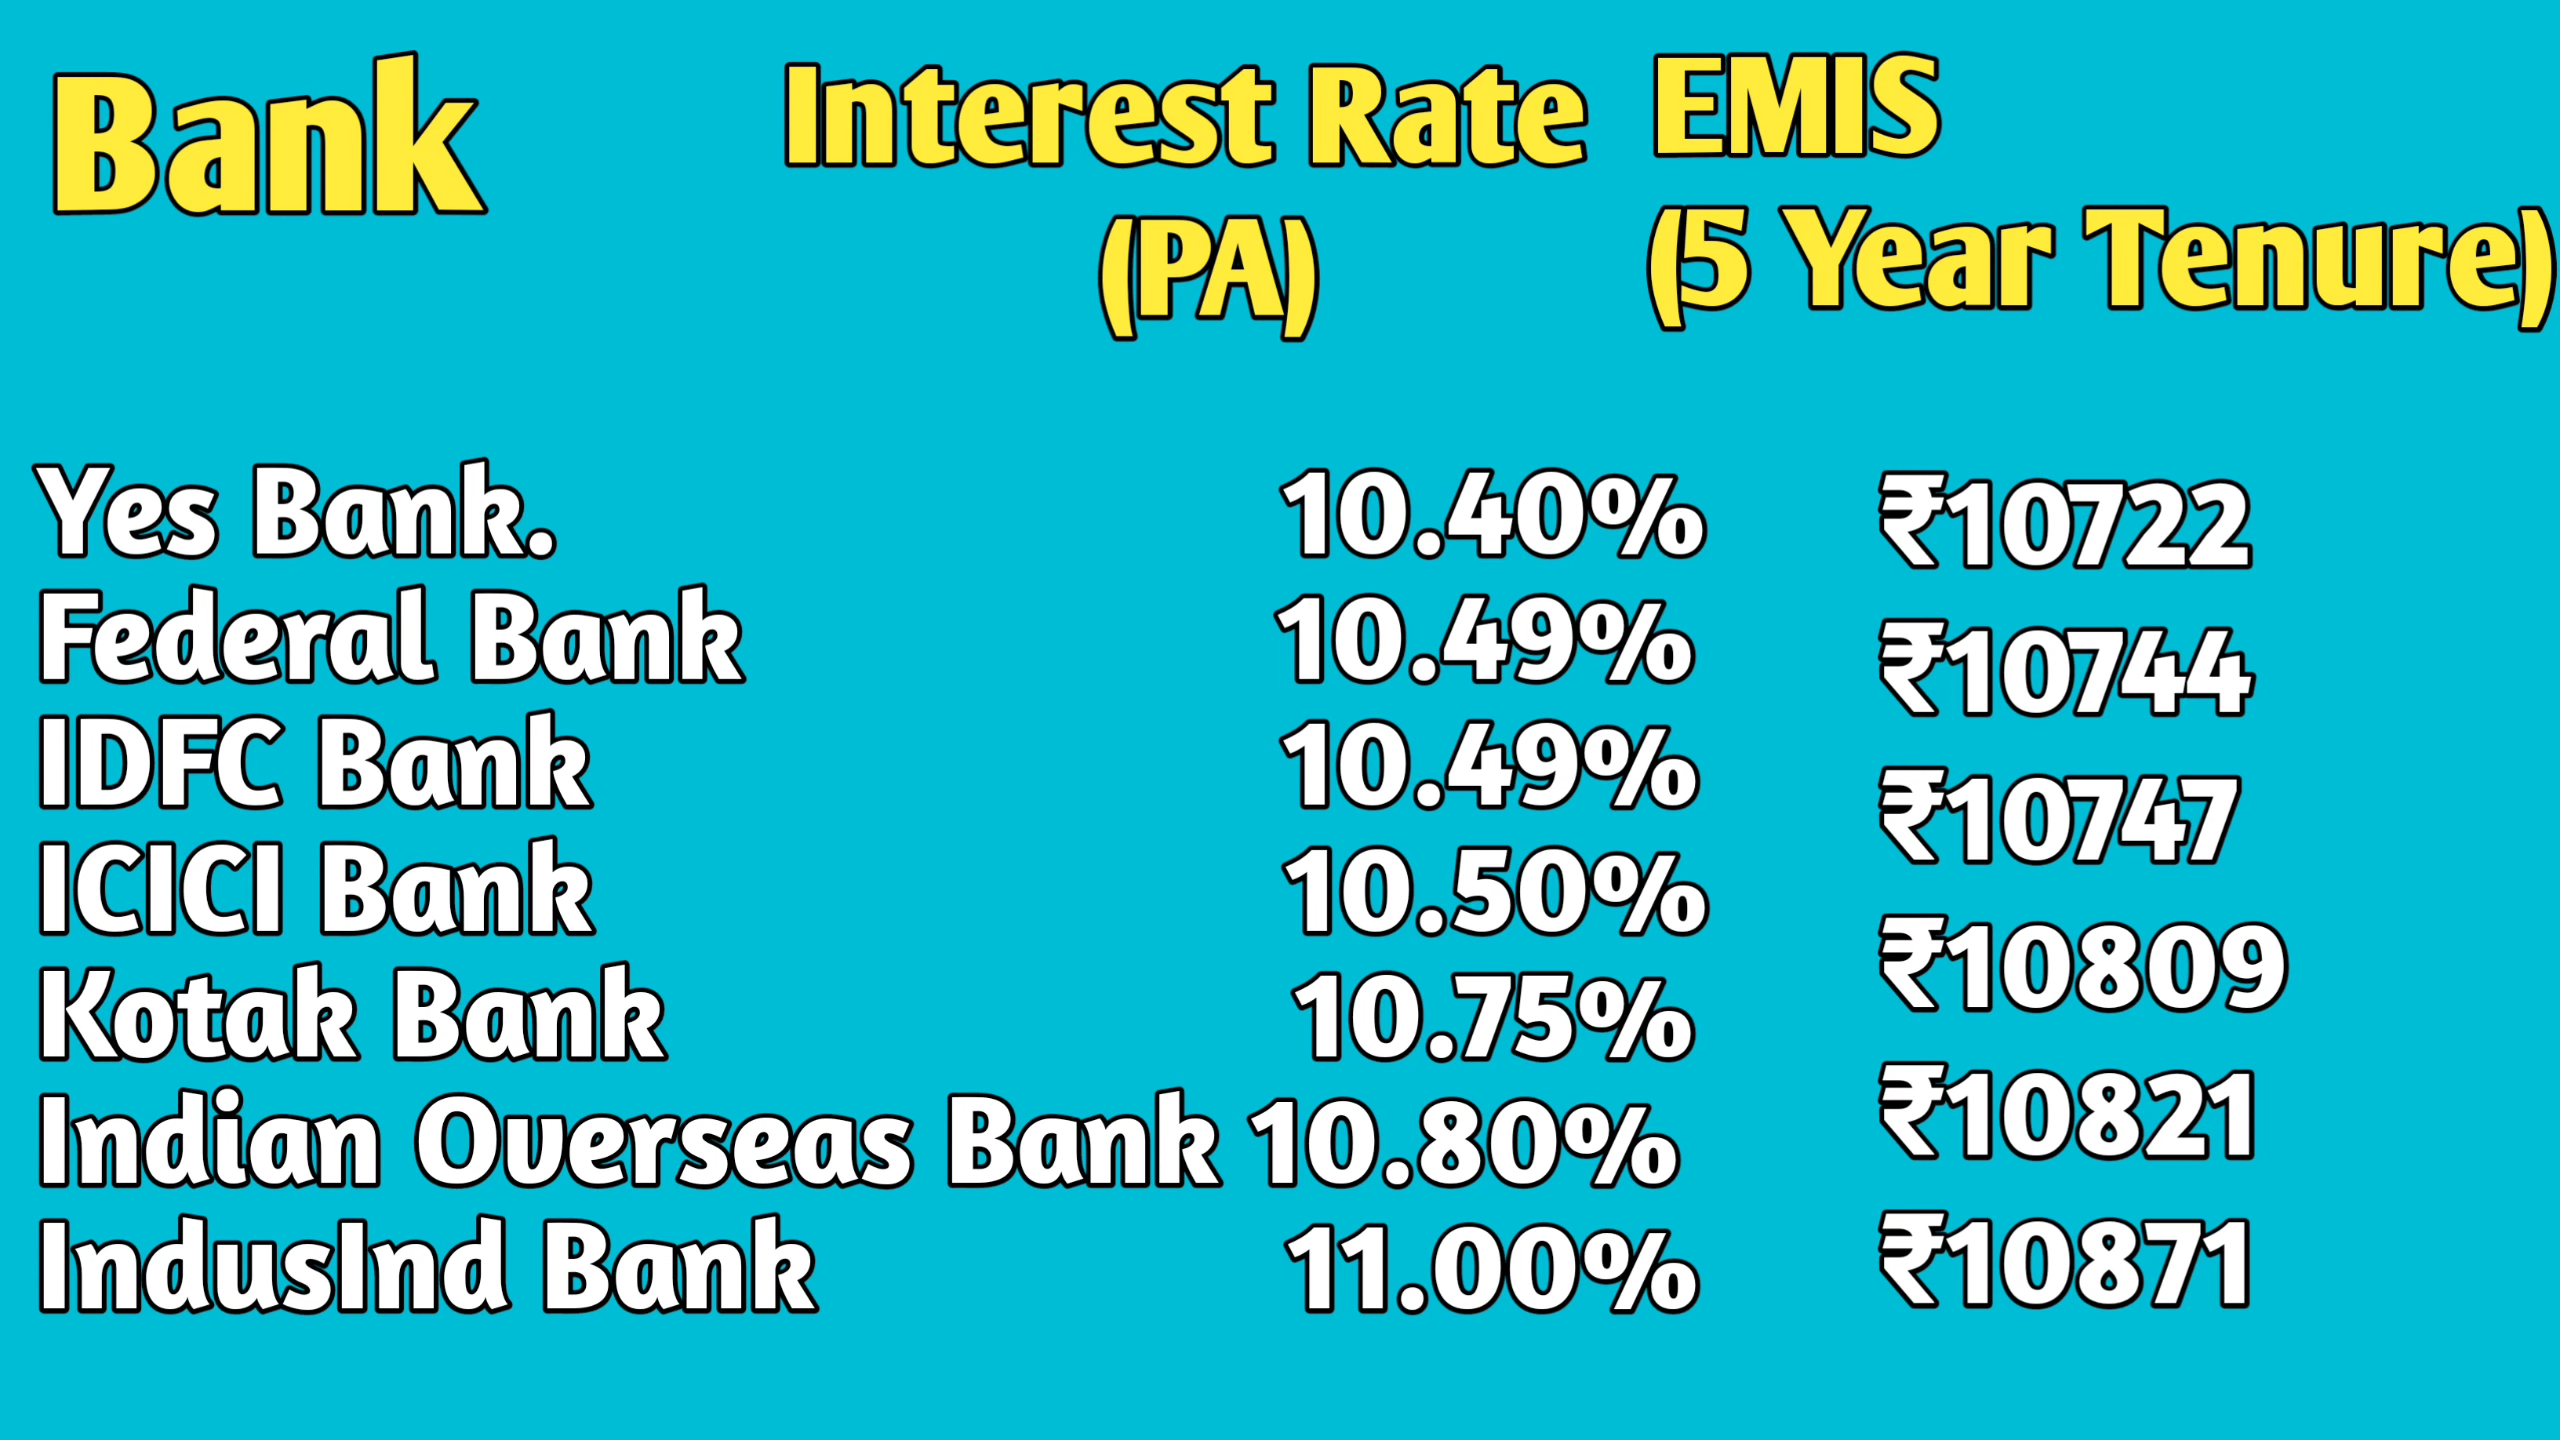 Bank Interest Rate EMIS
(PA) (5 Year Tenure)
Yes Bank. 10.40% ₹10722
Federal Bank 10.49% ₹10744
IDFC Bank 10.49% ₹10747
ICICI Bank 10.50% ₹10809
Kotak Bank 10.75% ₹10821
Indian Overseas Bank 10.80% ₹10871
IndusInd Bank 11.00%